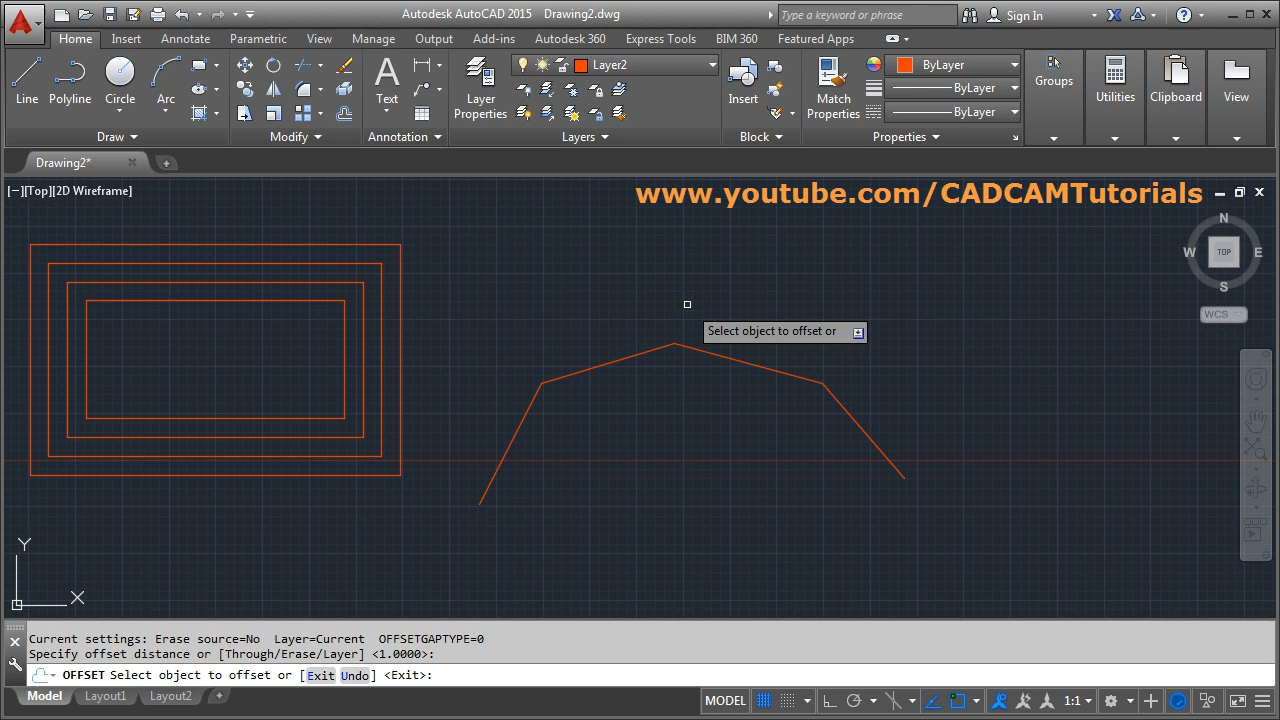 Autodesk AutoCAD 2015 Drawing2.dwg
Type a keyword or phrase
Sign In
Home Insert Annotate Parametric View Manage Output Add-ins Autodesk 360 Express Tools BIM 360 Featured Apps
Line Polyline Circle Arc
Text
Layer Properties
Layer2
Insert
Match Properties
ByLayer
ByLayer
ByLayer
Groups
Utilities
Clipboard
View
Draw Modify Annotation Layers Block Properties
Drawing2*
[−][Top][2D Wireframe]
www.youtube.com/CADCAMTutorials
N
W TOP E
S
WCS
Select object to offset or
Y
X
Current settings: Erase source=No Layer=Current OFFSETGAPTYPE=0
Specify offset distance or [Through/Erase/Layer] <1.0000>:
OFFSET Select object to offset or [Exit Undo] <Exit>:
Model Layout1 Layout2
MODEL
1:1